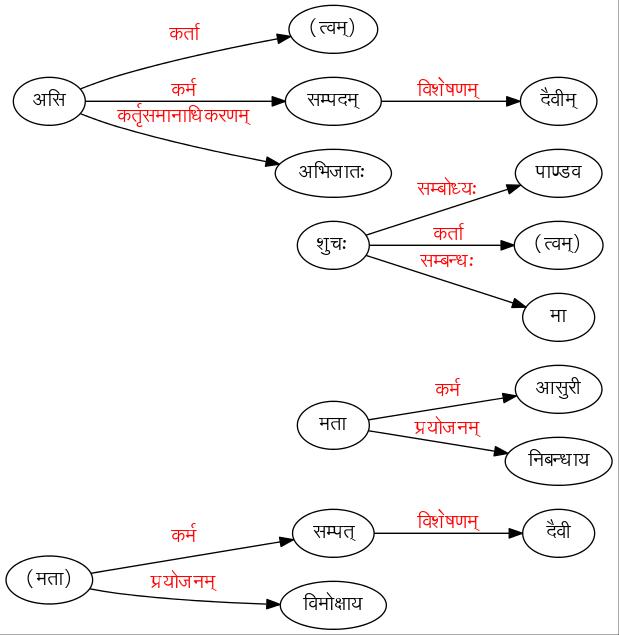 कर्ता
(त्वम्)
असि
कर्म
सम्पदम्
विशेषणम्
दैवीम्
कर्तृसमानाधिकरणम्
अभिजातः
पाण्डव
सम्बोध्यः
शुचः
कर्ता
(त्वम्)
सम्बन्धः
मा
मता
कर्म
आसुरी
प्रयोजनम्
निबन्धाय
कर्म
सम्पत्
विशेषणम्
दैवी
(मता)
प्रयोजनम्
विमोक्षाय